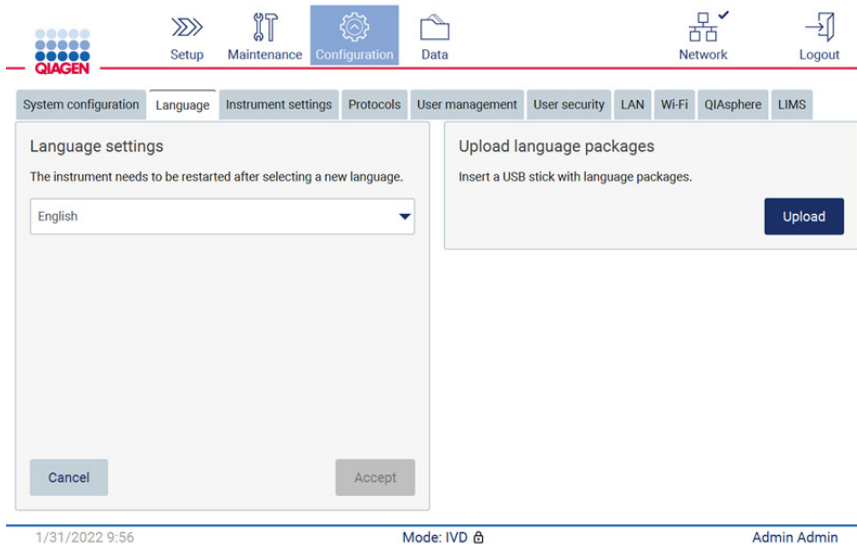 QIAGEN
Setup
Maintenance
Configuration
Data
Network
Logout
System configuration
Language
Instrument settings
Protocols
User management
User security
LAN
Wi-Fi
QIAsphere
LIMS
Language settings
The instrument needs to be restarted after selecting a new language.
English
Cancel
Accept
Upload language packages
Insert a USB stick with language packages.
Upload
1/31/2022 9:56
Mode: IVD
Admin Admin